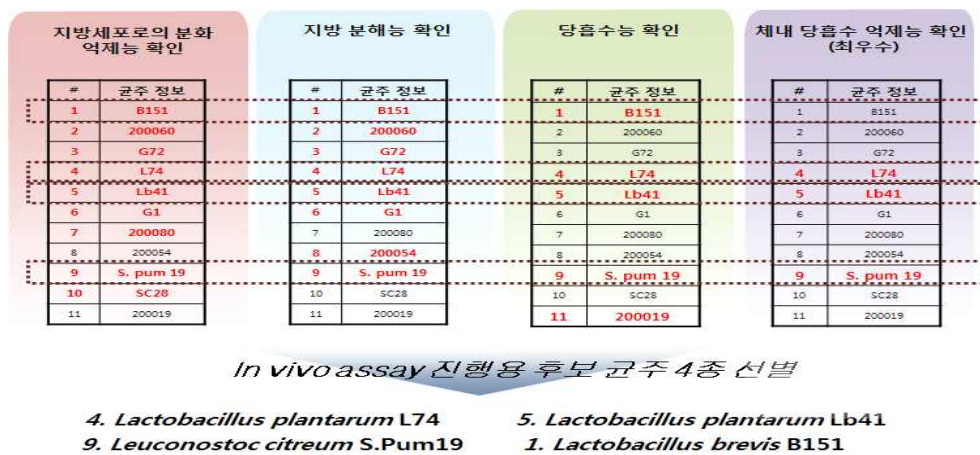 지방세포로의 분화
억제능 확인
# 균주 정보
1 B151
2 200060
3 G72
4 L74
5 Lb41
6 G1
7 200080
8 200054
9 S. pum 19
10 SC28
11 200019
지방 분해능 확인
# 균주 정보
1 B151
2 200060
3 G72
4 L74
5 Lb41
6 G1
7 200080
8 200054
9 S. pum 19
10 SC28
11 200019
당흡수능 확인
# 균주 정보
1 B151
2 200060
3 G72
4 L74
5 Lb41
6 G1
7 200080
8 200054
9 S. pum 19
10 SC28
11 200019
체내 당흡수 억제능 확인
(최우수)
# 균주 정보
1 B151
2 200060
3 G72
4 L74
5 Lb41
6 G1
7 200080
8 200054
9 S. pum 19
10 SC28
11 200019
In vivo assay 진행용 후보 균주 4종 선별
4. Lactobacillus plantarum L74 5. Lactobacillus plantarum Lb41
9. Leuconostoc citreum S.Pum19 1. Lactobacillus brevis B151